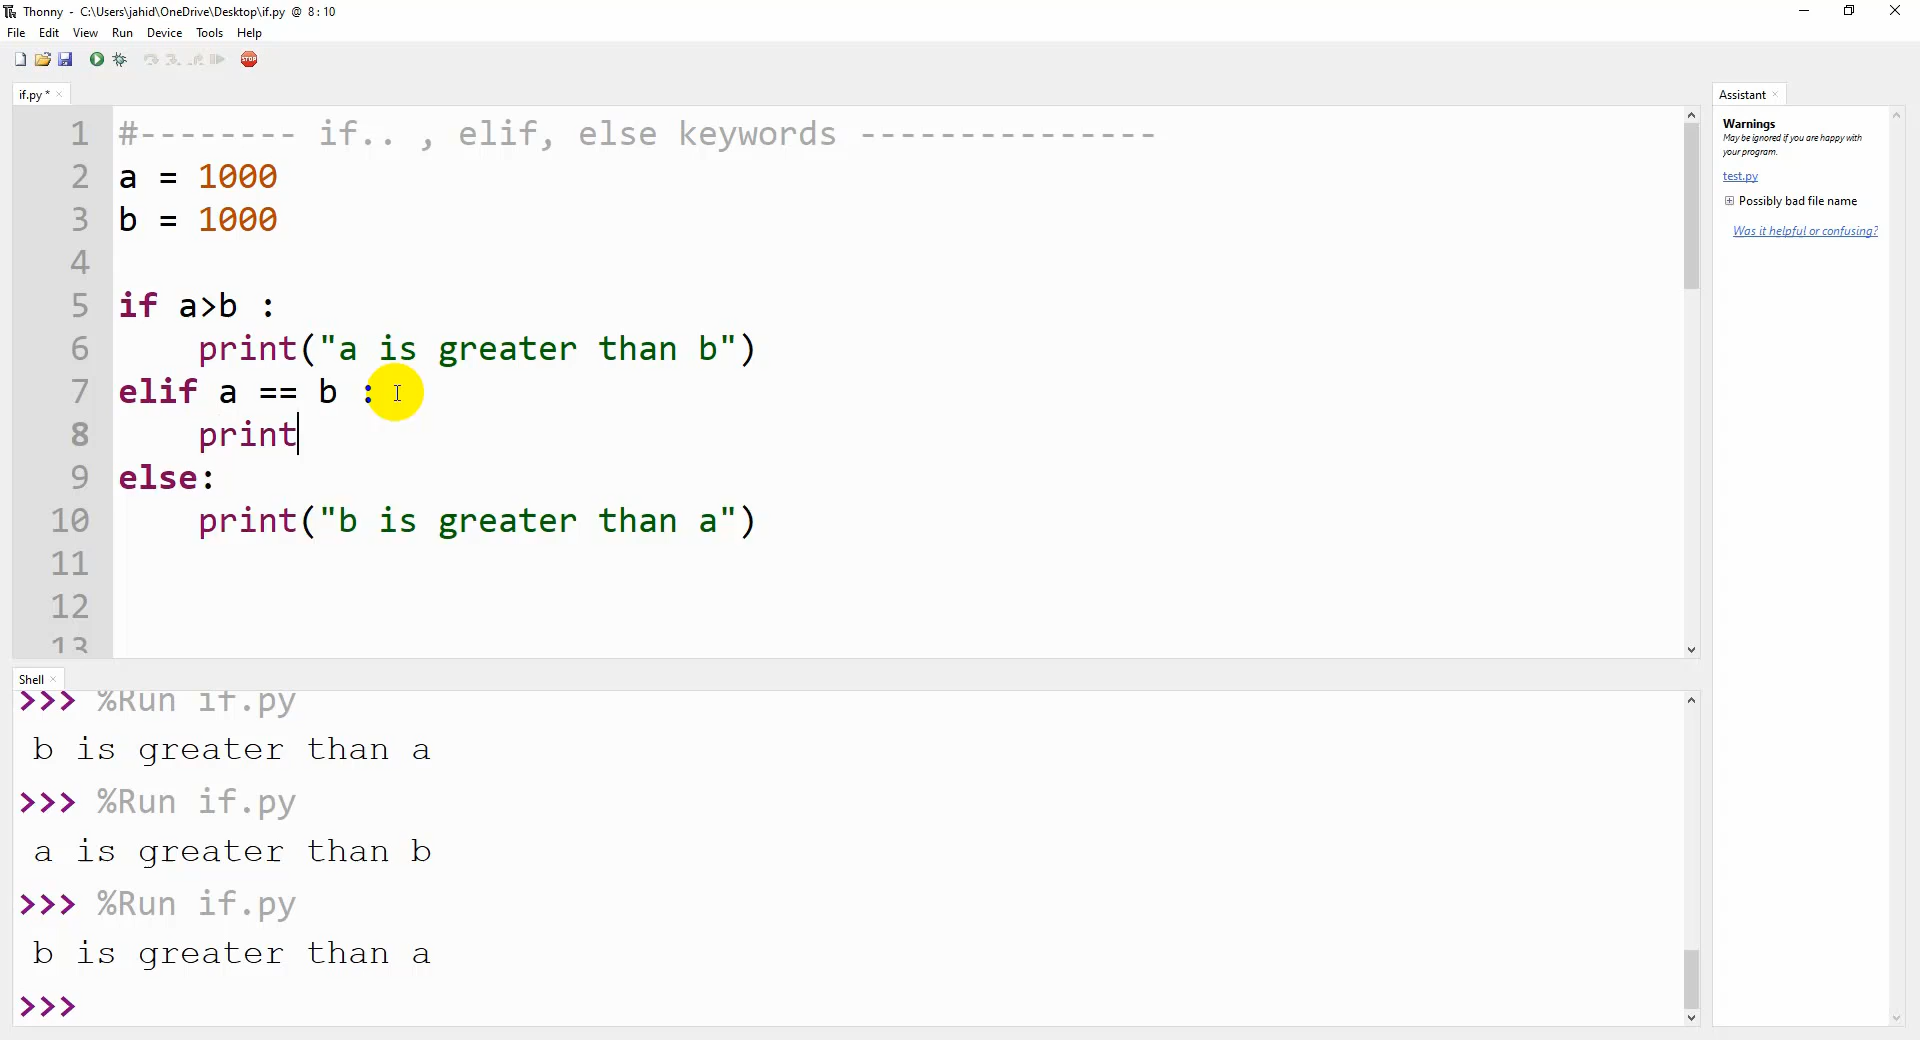 Thonny - C:\Users\jahid\OneDrive\Desktop\if.py @ 8 : 10
File Edit View Run Device Tools Help
STOP
if.py *
1 #-------- if.. , elif, else keywords ---------------
2 a = 1000
3 b = 1000
4
5 if a>b :
6 print("a is greater than b")
7 elif a == b :
8 print
9 else:
10 print("b is greater than a")
11
12
13
Shell
>>> %Run if.py
b is greater than a
>>> %Run if.py
a is greater than b
>>> %Run if.py
b is greater than a
>>>
Assistant
Warnings
May be ignored if you are happy with
your program.
test.py
Possibly bad file name
Was it helpful or confusing?